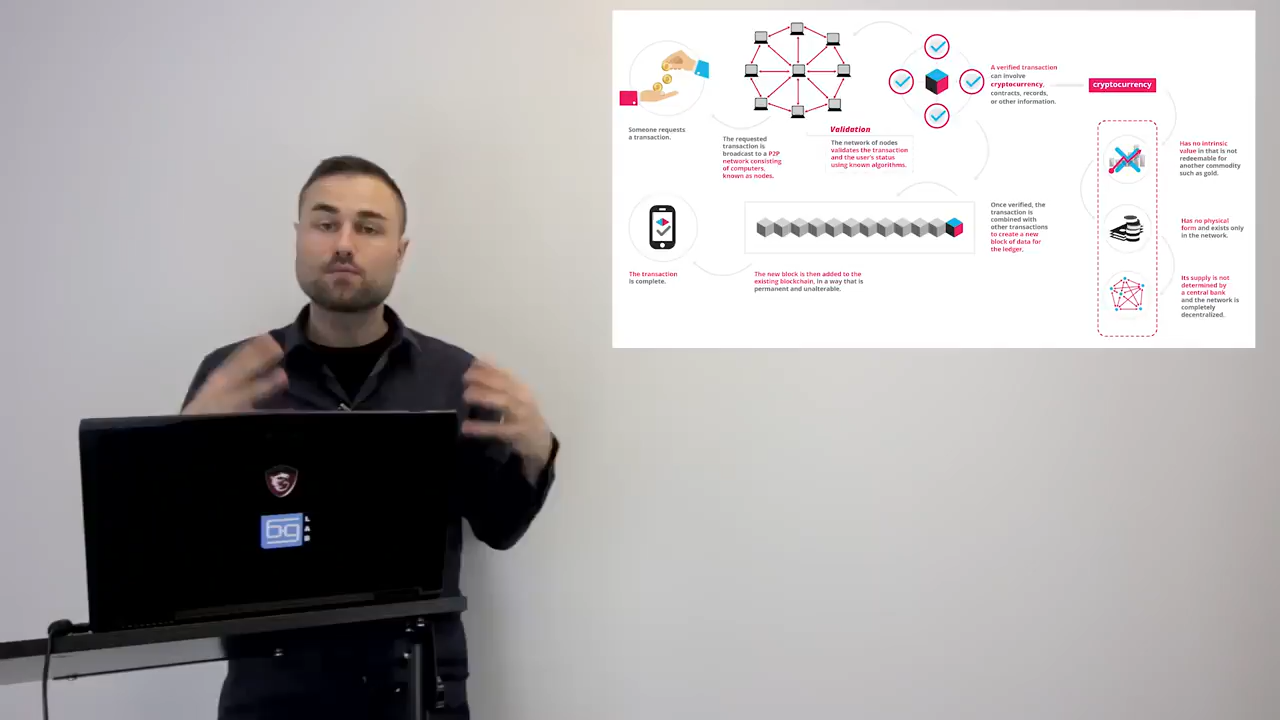 Someone requests
a transaction.
The requested
transaction is
broadcast to a P2P
network consisting
of computers,
known as nodes.
Validation
The network of nodes
validates the transaction
and the user's status
using known algorithms.
A verified transaction
can involve
cryptocurrency,
contracts, records,
or other information.
cryptocurrency
Has no intrinsic
value in that is not
redeemable for
another commodity
such as gold.
Has no physical
form and exists only
in the network.
Its supply is not
determined by
a central bank
and the network is
completely
decentralized.
Once verified, the
transaction is
combined with
other transactions
to create a new
block of data for
the ledger.
The new block is then added to the
existing blockchain, in a way that is
permanent and unalterable.
The transaction
is complete.
6g
LAB